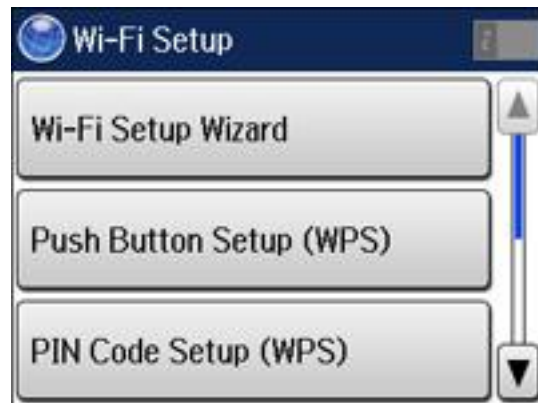 Wi-Fi Setup
Wi-Fi Setup Wizard
Push Button Setup (WPS)
PIN Code Setup (WPS)